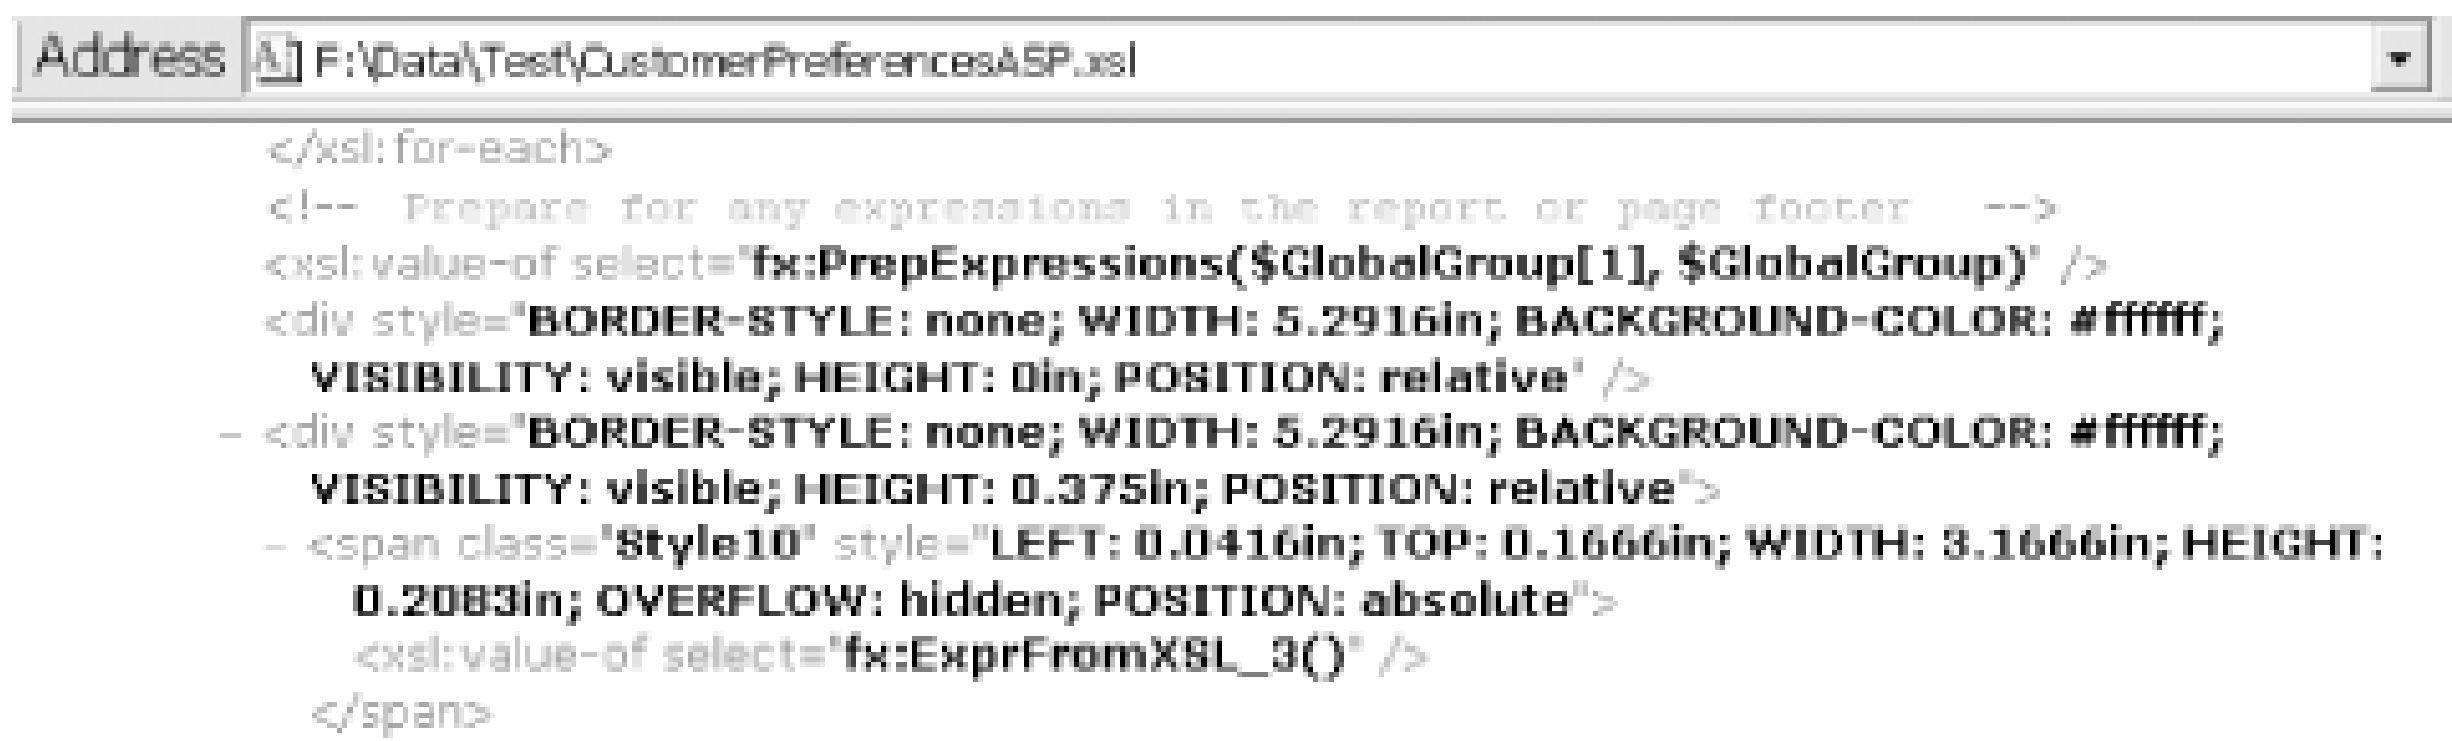 Address F:\Data\Test\CustomerPreferencesASP.xsl
</xsl:for-each>
<!-- Prepare for any expressions in the report or page footer -->
<xsl:value-of select="fx:PrepExpressions($GlobalGroup[1], $GlobalGroup)" />
<div style="BORDER-STYLE: none; WIDTH: 5.2916in; BACKGROUND-COLOR: #ffffff;
VISIBILITY: visible; HEIGHT: 0in; POSITION: relative" />
- <div style="BORDER-STYLE: none; WIDTH: 5.2916in; BACKGROUND-COLOR: #ffffff;
VISIBILITY: visible; HEIGHT: 0.375in; POSITION: relative">
- <span class="Style10" style="LEFT: 0.0416in; TOP: 0.1666in; WIDTH: 3.1666in; HEIGHT:
0.2083in; OVERFLOW: hidden; POSITION: absolute">
<xsl:value-of select="fx:ExprFromXSL_3()" />
</span>